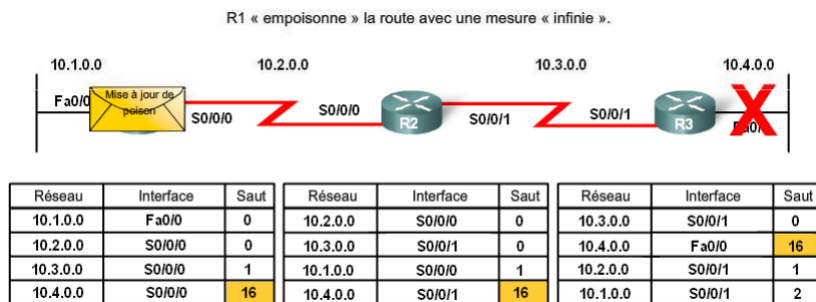 R1 « empoisonne » la route avec une mesure « infinie ».
10.1.0.0 10.2.0.0 10.3.0.0 10.4.0.0
Fa0/0 Mise à jour de poison S0/0/0 S0/0/0 R2 S0/0/1 S0/0/1 R3
Réseau Interface Saut Réseau Interface Saut Réseau Interface Saut
10.1.0.0 Fa0/0 0 10.2.0.0 S0/0/0 0 10.3.0.0 S0/0/1 0
10.2.0.0 S0/0/0 0 10.3.0.0 S0/0/1 0 10.4.0.0 Fa0/0 16
10.3.0.0 S0/0/0 1 10.1.0.0 S0/0/0 1 10.2.0.0 S0/0/1 1
10.4.0.0 S0/0/0 16 10.4.0.0 S0/0/1 16 10.1.0.0 S0/0/1 2